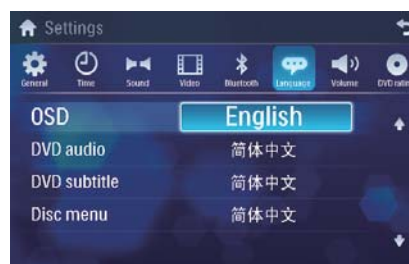 Settings
General Time Sound Video Bluetooth Language Volume DVD ratin
OSD English
DVD audio 简体中文
DVD subtitle 简体中文
Disc menu 简体中文